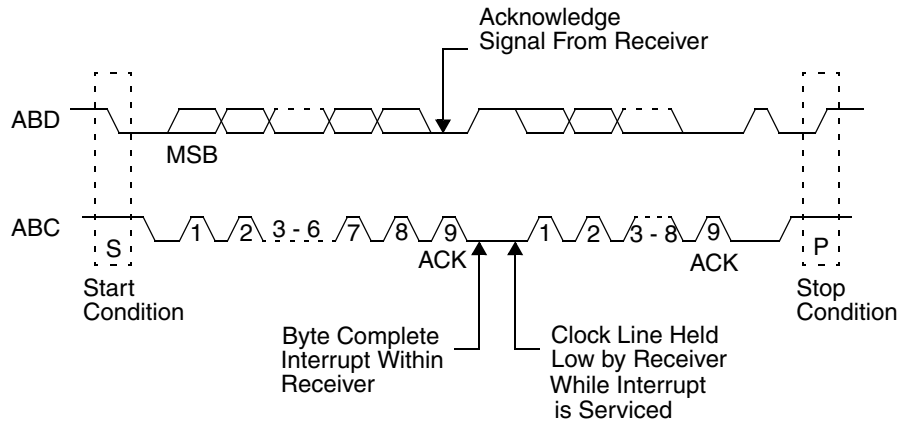 Acknowledge
Signal From Receiver
ABD
MSB
ABC
S
1
2
3 - 6
7
8
9
ACK
1
2
3 - 8
9
ACK
P
Start
Condition
Stop
Condition
Byte Complete
Interrupt Within
Receiver
Clock Line Held
Low by Receiver
While Interrupt
is Serviced